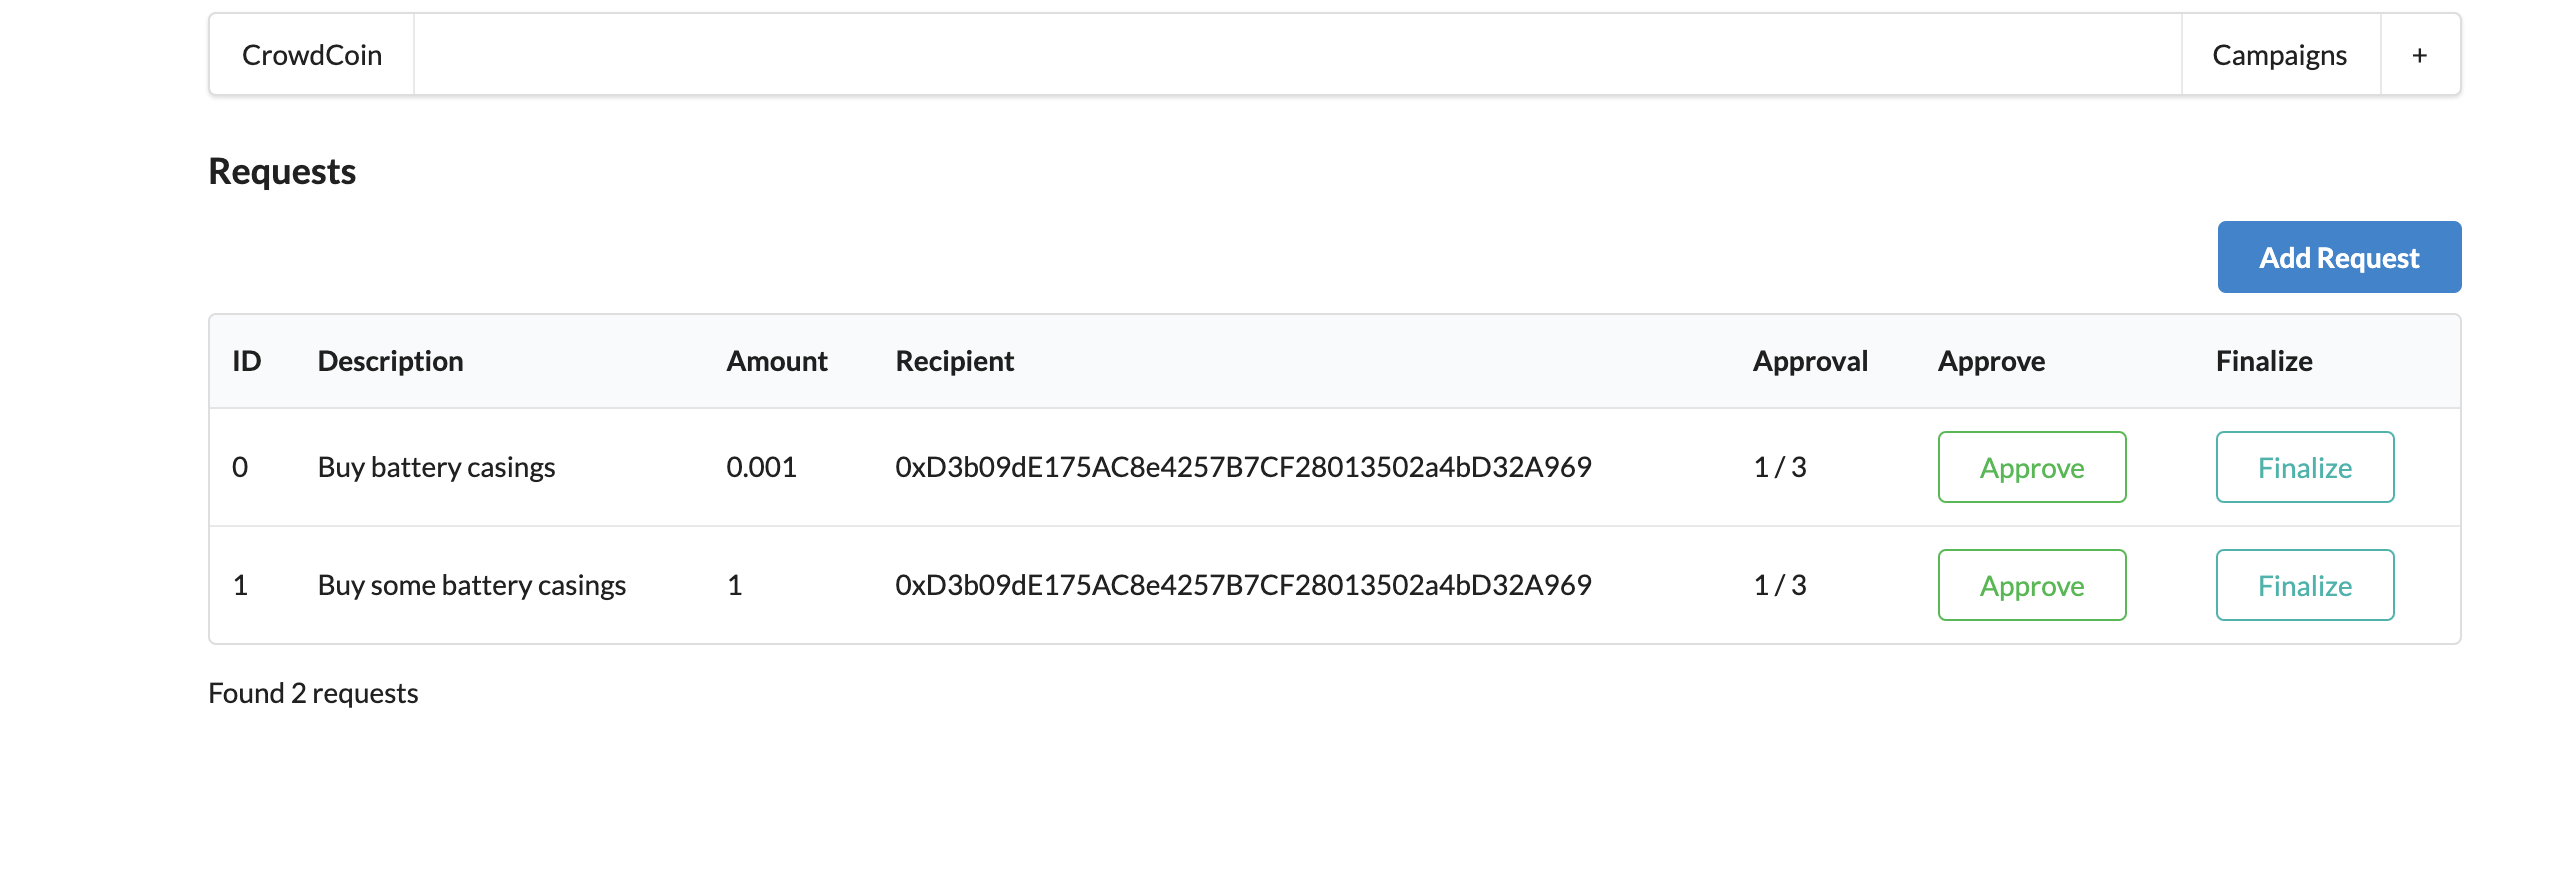 CrowdCoin Campaigns +
Requests
Add Request
ID Description Amount Recipient Approval Approve Finalize
0 Buy battery casings 0.001 0xD3b09dE175AC8e4257B7CF28013502a4bD32A969 1 / 3 Approve Finalize
1 Buy some battery casings 1 0xD3b09dE175AC8e4257B7CF28013502a4bD32A969 1 / 3 Approve Finalize
Found 2 requests